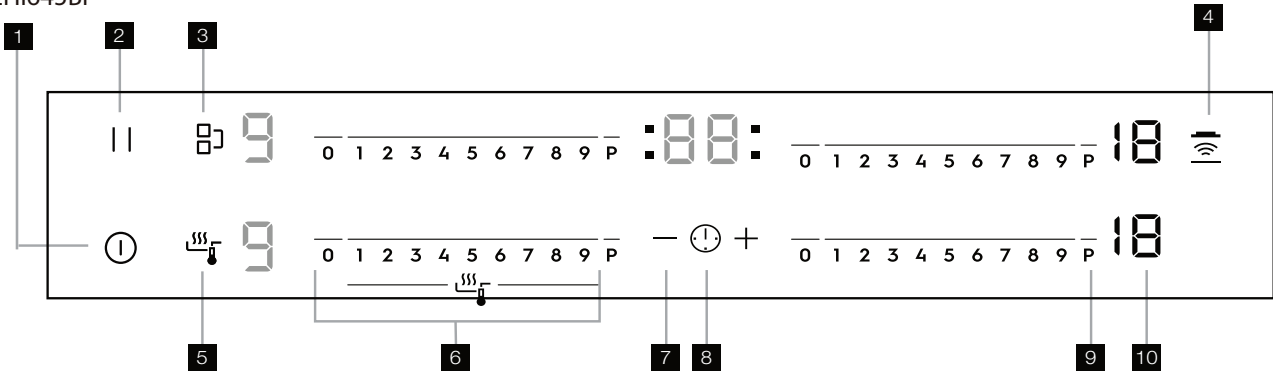 1 2 3 4
9 0 1 2 3 4 5 6 7 8 9 P :88: 0 1 2 3 4 5 6 7 8 9 P 18
9 0 1 2 3 4 5 6 7 8 9 P − + 0 1 2 3 4 5 6 7 8 9 P 18
5 6 7 8 9 10